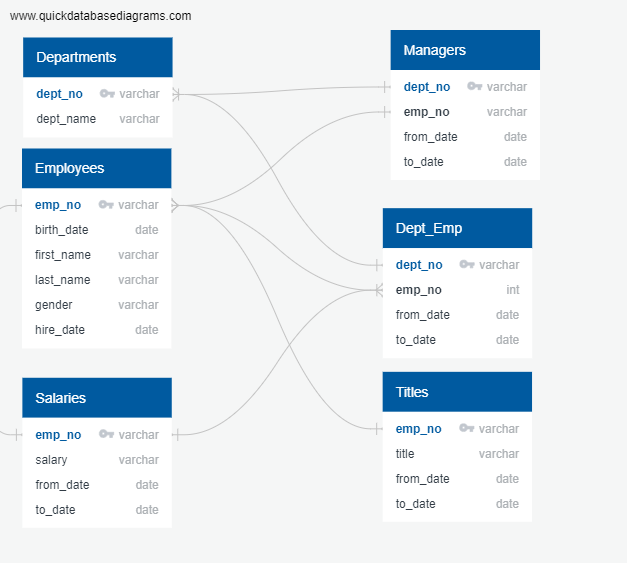 www.quickdatabasediagrams.com
Departments
dept_no varchar
dept_name varchar
Employees
emp_no varchar
birth_date date
first_name varchar
last_name varchar
gender varchar
hire_date date
Salaries
emp_no varchar
salary varchar
from_date date
to_date date
Managers
dept_no varchar
emp_no varchar
from_date date
to_date date
Dept_Emp
dept_no varchar
emp_no int
from_date date
to_date date
Titles
emp_no varchar
title varchar
from_date date
to_date date